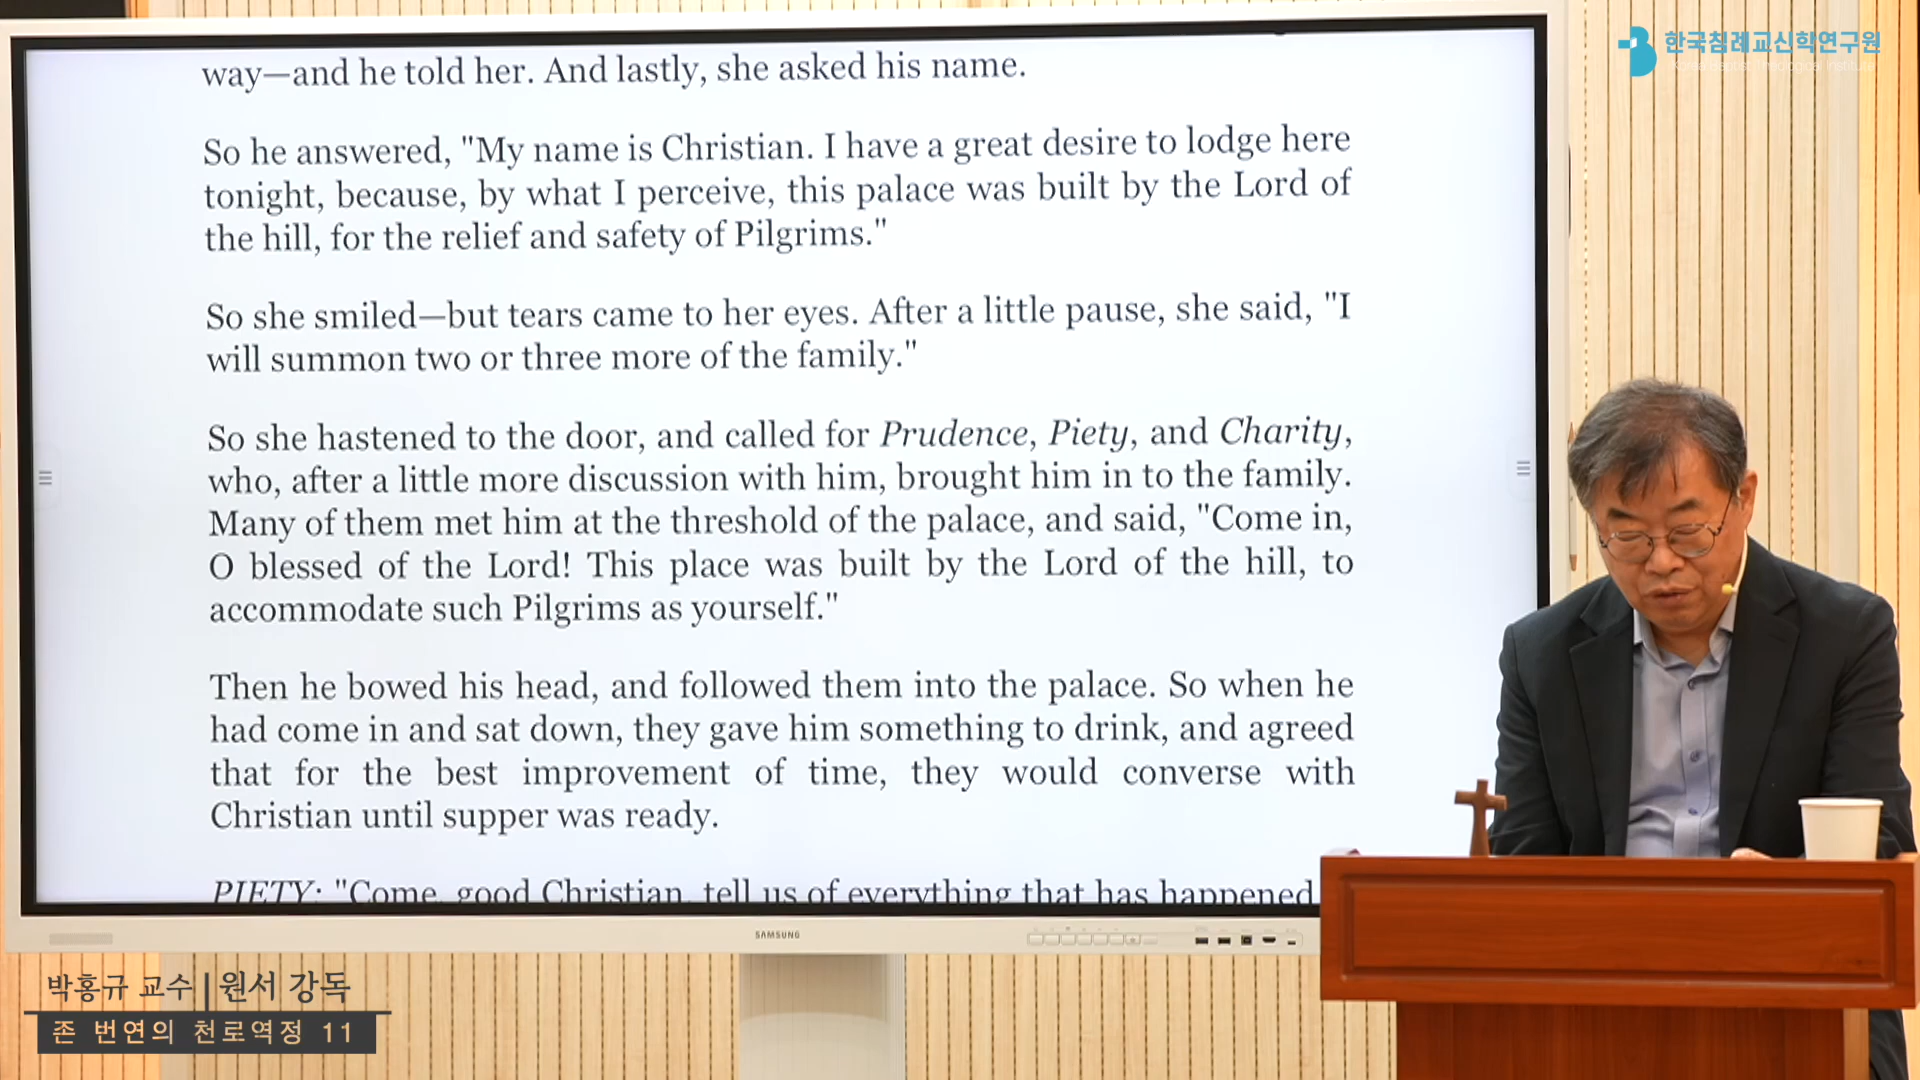 한국침례교신학연구원
way—and he told her. And lastly, she asked his name.
So he answered, "My name is Christian. I have a great desire to lodge here
tonight, because, by what I perceive, this palace was built by the Lord of
the hill, for the relief and safety of Pilgrims."
So she smiled—but tears came to her eyes. After a little pause, she said, "I
will summon two or three more of the family."
So she hastened to the door, and called for Prudence, Piety, and Charity,
who, after a little more discussion with him, brought him in to the family.
Many of them met him at the threshold of the palace, and said, "Come in,
O blessed of the Lord! This place was built by the Lord of the hill, to
accommodate such Pilgrims as yourself."
Then he bowed his head, and followed them into the palace. So when he
had come in and sat down, they gave him something to drink, and agreed
that for the best improvement of time, they would converse with
Christian until supper was ready.
PIETY: "Come, good Christian, tell us of everything that has happened
SAMSUNG
박홍규 교수 | 원서 강독
존 번연의 천로역정 11